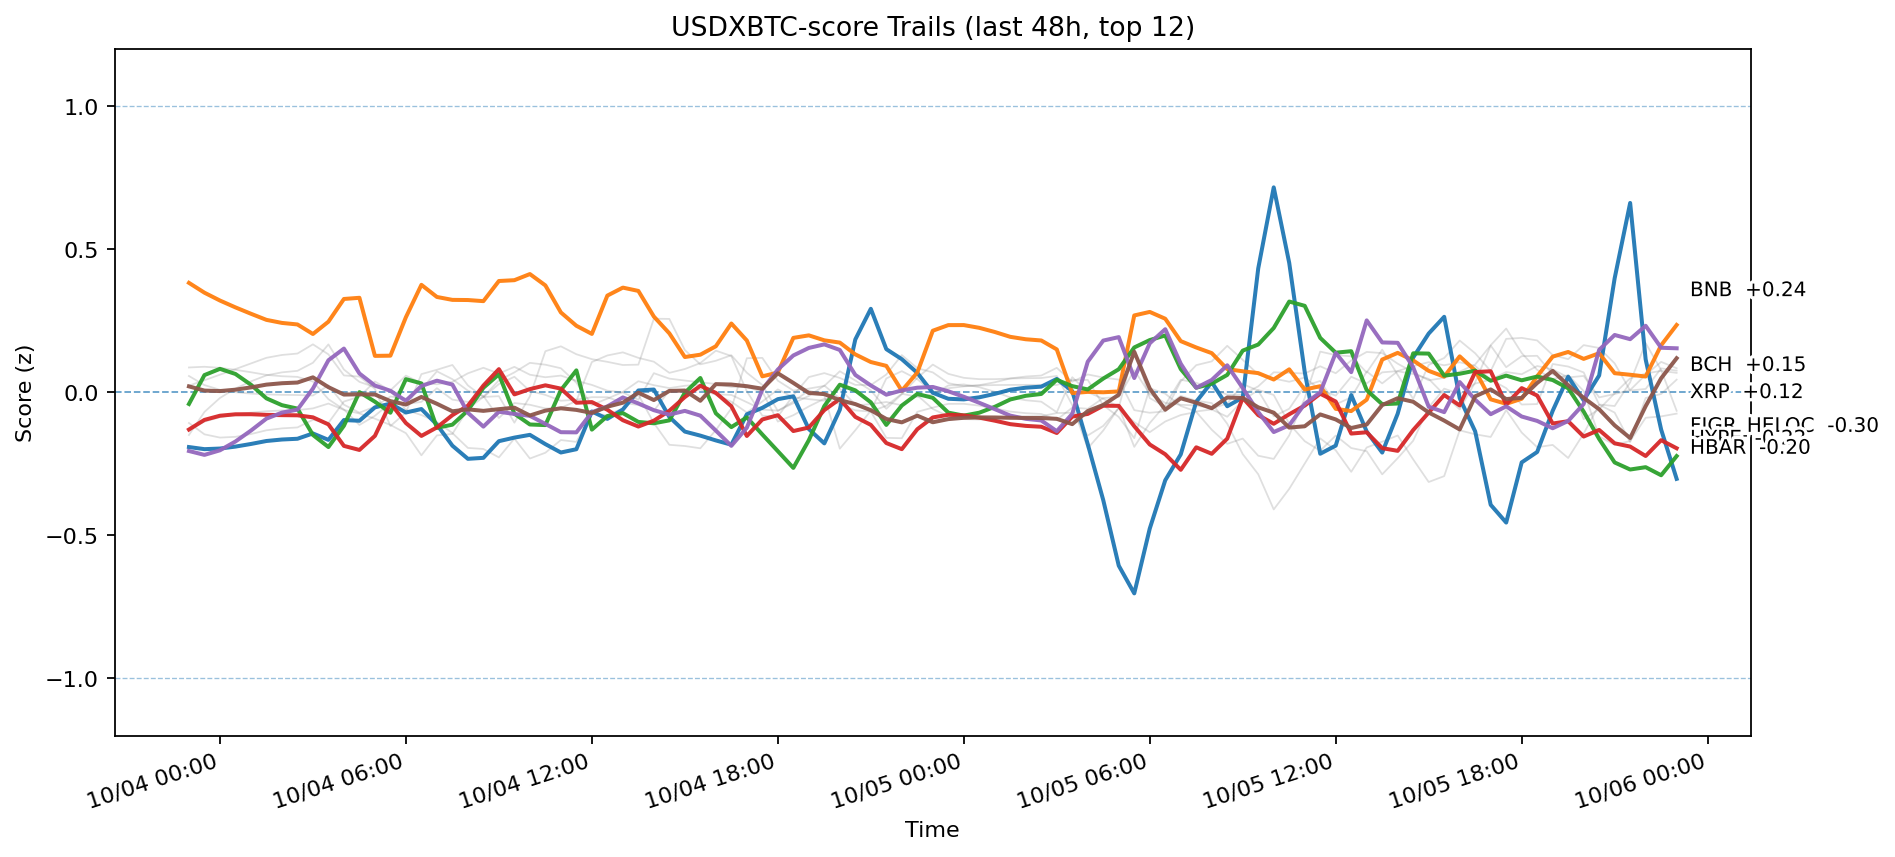 USDXBTC-score Trails (last 48h, top 12)
Score (z)
1.0
0.5
0.0
−0.5
−1.0
BNB +0.24
BCH +0.15
XRP +0.12
FIGR_HELOC -0.30
HBAR -0.20
10/04 00:00
10/04 06:00
10/04 12:00
10/04 18:00
10/05 00:00
10/05 06:00
10/05 12:00
10/05 18:00
10/06 00:00
Time